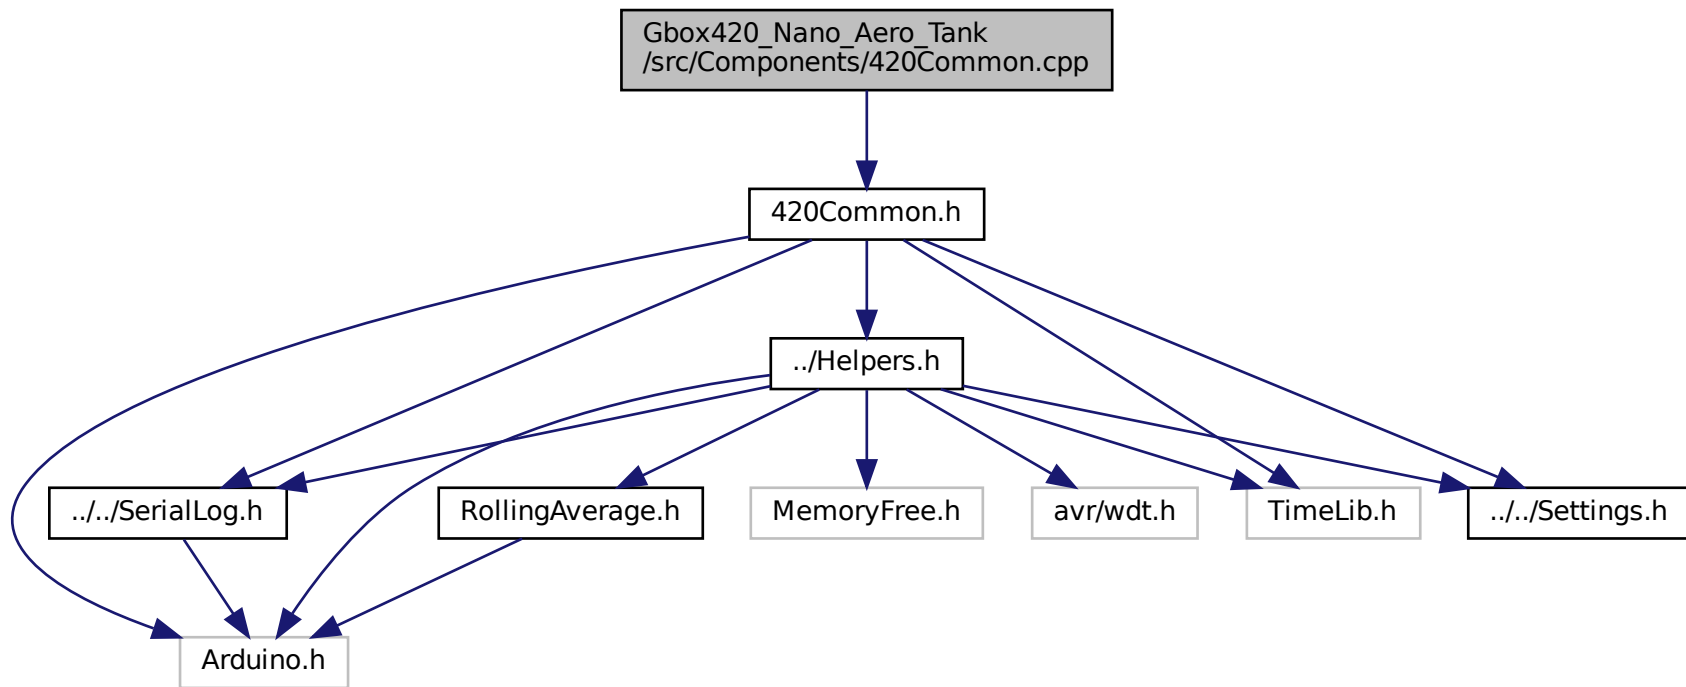 Gbox420_Nano_Aero_Tank
/src/Components/420Common.cpp
420Common.h
../Helpers.h
../../SerialLog.h
RollingAverage.h
MemoryFree.h
avr/wdt.h
TimeLib.h
../../Settings.h
Arduino.h